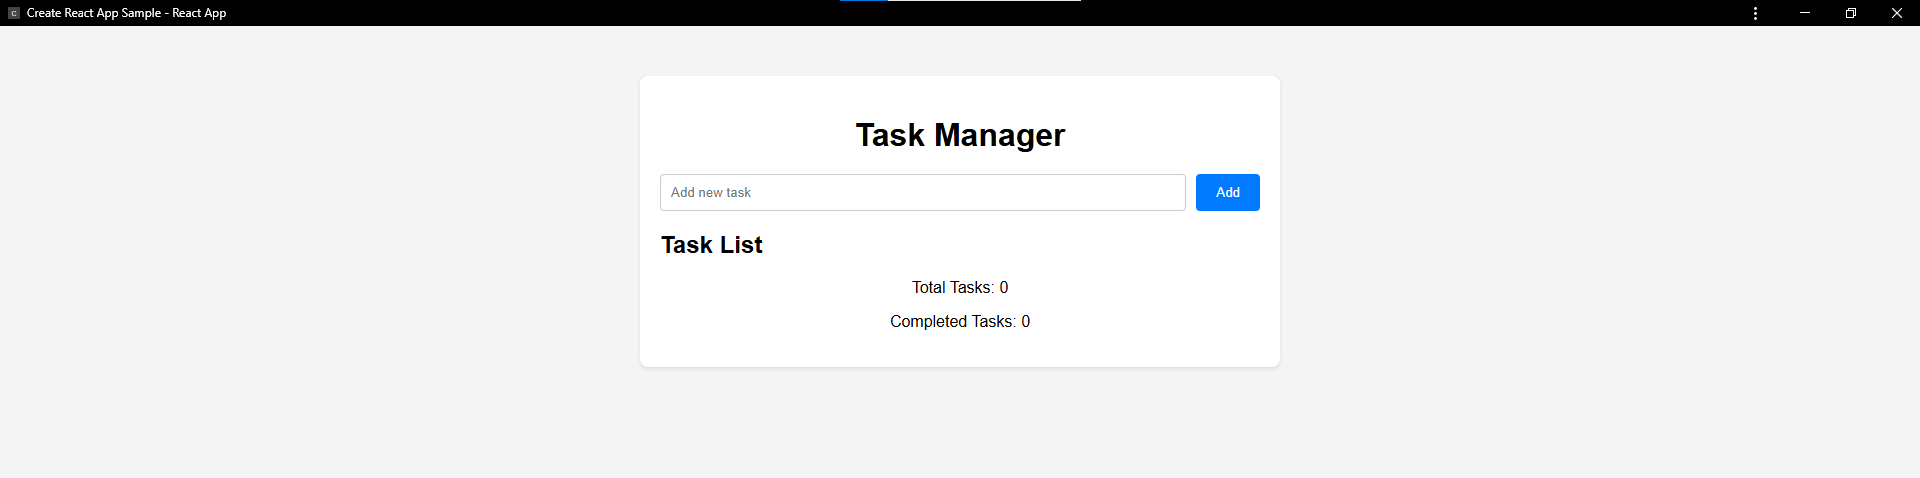 Create React App Sample - React App
Task Manager
Add new task
Add
Task List
Total Tasks: 0
Completed Tasks: 0